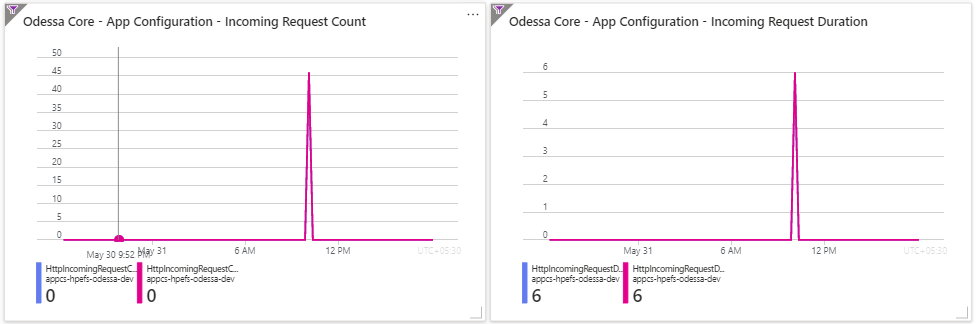 Odessa Core - App Configuration - Incoming Request Count
...
50
45
40
35
30
25
20
15
10
5
0
May 30 9:52 PM
May 31
6 AM
12 PM
UTC+05:30
HttpIncomingRequestC...
appcs-hpefs-odessa-dev
0
HttpIncomingRequestC...
appcs-hpefs-odessa-dev
0
Odessa Core - App Configuration - Incoming Request Duration
6
5
4
3
2
1
0
May 31
6 AM
12 PM
UTC+05:30
HttpIncomingRequestD...
appcs-hpefs-odessa-dev
6
HttpIncomingRequestD...
appcs-hpefs-odessa-dev
6